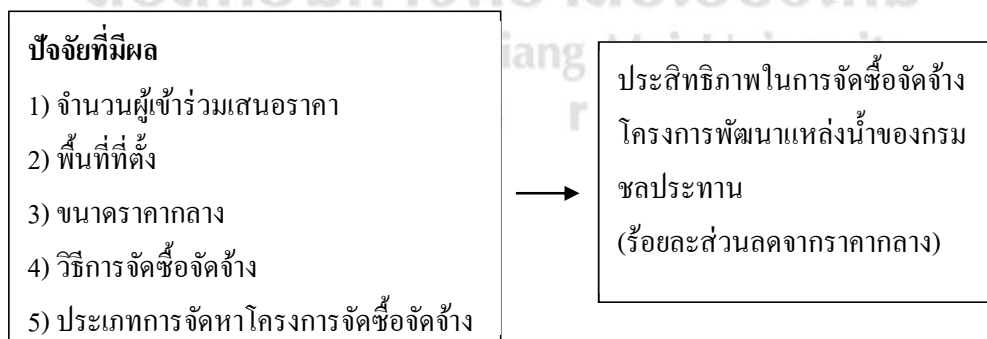 ปัจจัยที่มีผล
1) จำนวนผู้เข้าร่วมเสนอราคา
2) พื้นที่ที่ตั้ง
3) ขนาดราคากลาง
4) วิธีการจัดซื้อจัดจ้าง
5) ประเภทการจัดหาโครงการจัดซื้อจัดจ้าง
ประสิทธิภาพในการจัดซื้อจัดจ้าง
โครงการพัฒนาแหล่งน้ำของกรม
ชลประทาน
(ร้อยละส่วนลดจากราคากลาง)